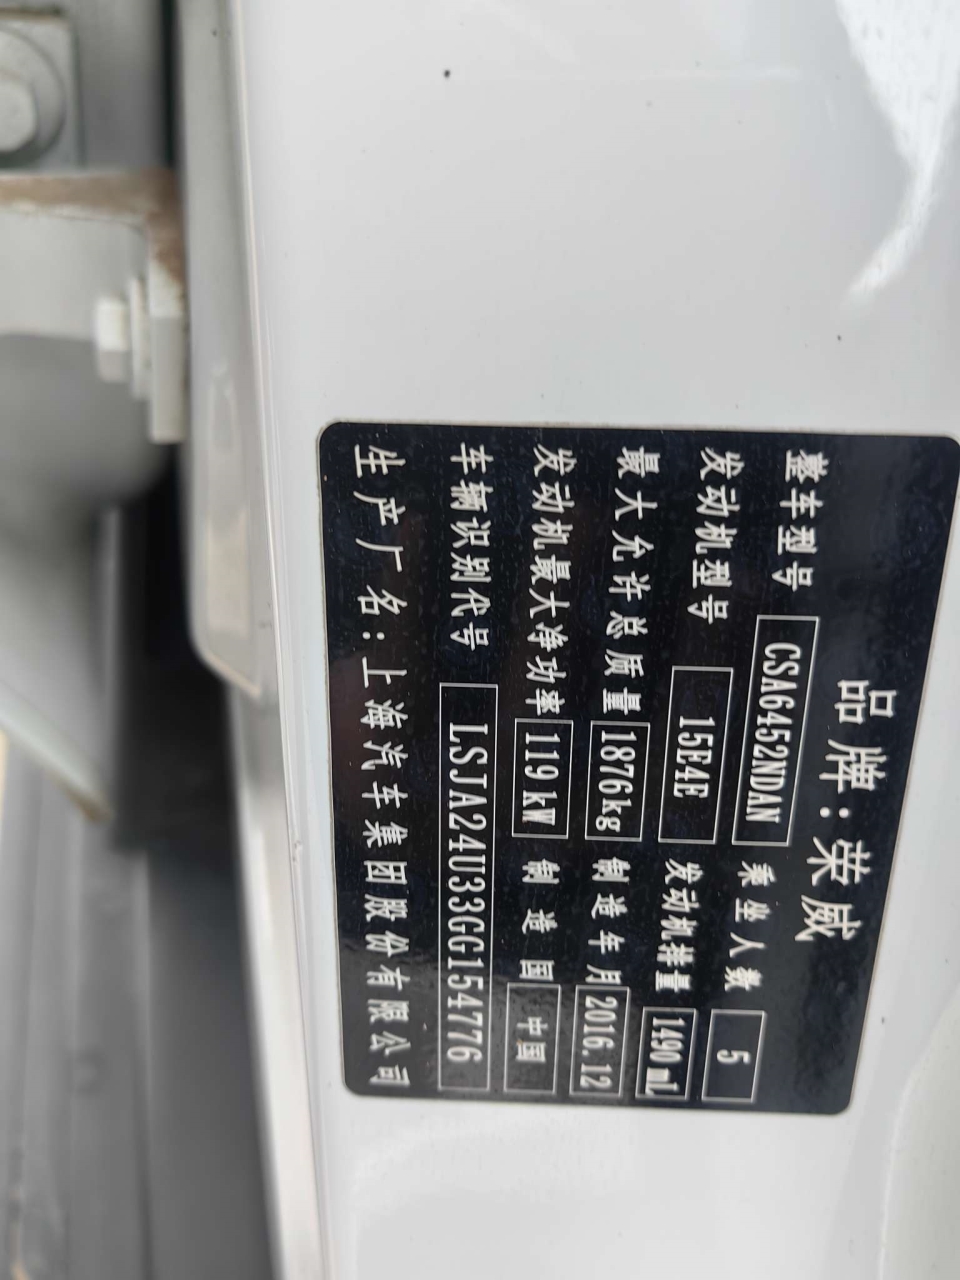 品牌:荣威
整车型号 CSA6452NDAN 乘坐人数 5
发动机型号 15E4E 发动机排量 1490 mL
最大允许总质量 1876kg 制造年月 2016.12
发动机最大净功率 119 kW 制造国 中国
车辆识别代号 LSJA24U33GG154776
生产厂名:上海汽车集团股份有限公司